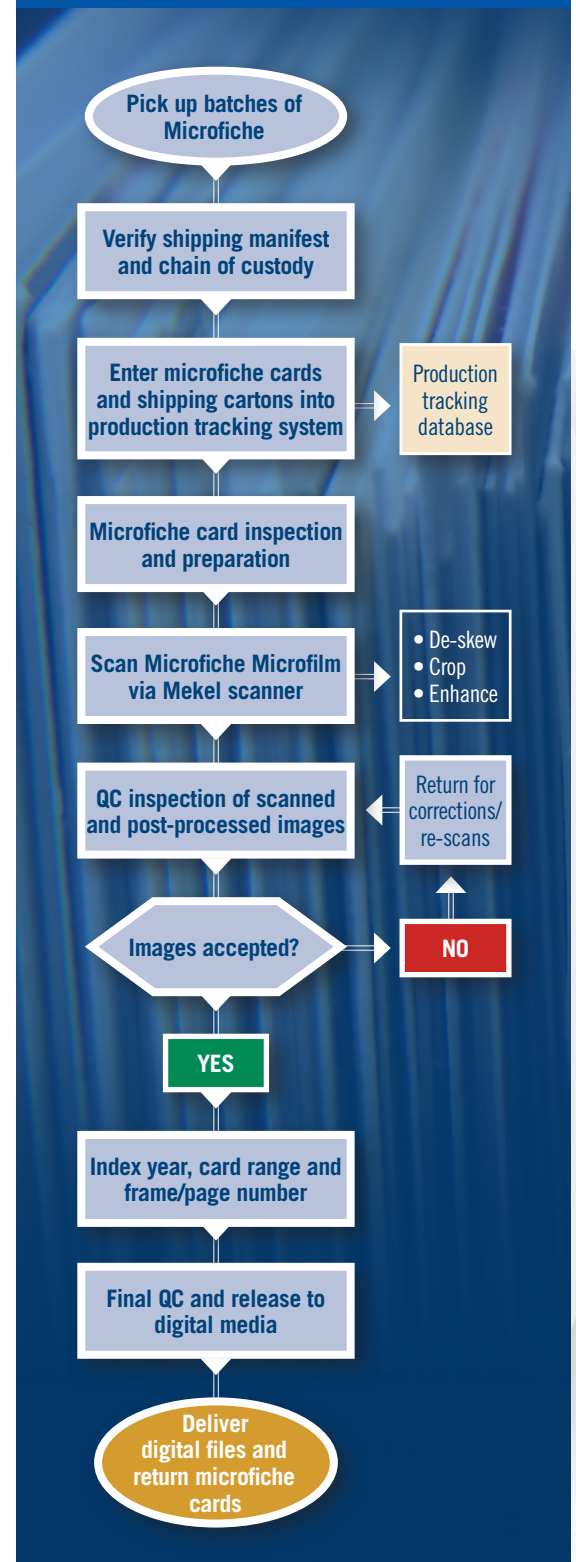 Pick up batches of
Microfiche
Verify shipping manifest
and chain of custody
Enter microfiche cards
and shipping cartons into
production tracking system
Production
tracking
database
Microfiche card inspection
and preparation
Scan Microfiche Microfilm
via Mekel scanner
• De-skew
• Crop
• Enhance
QC inspection of scanned
and post-processed images
Return for
corrections/
re-scans
Images accepted?
NO
YES
Index year, card range and
frame/page number
Final QC and release to
digital media
Deliver
digital files and
return microfiche
cards